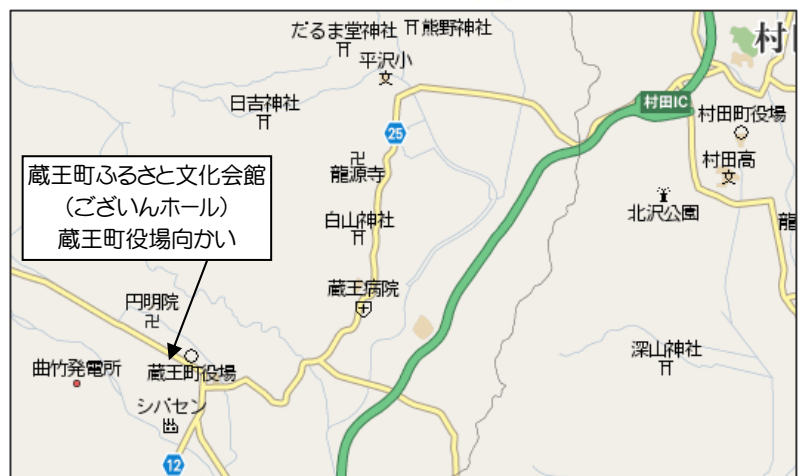 だるま堂神社
熊野神社
平沢小
村
日吉神社
村田IC
村田町役場
25
龍源寺
村田高
蔵王町ふるさと文化会館
(ございんホール)
蔵王町役場向かい
白山神社
北沢公園
龍
蔵王病院
円明院
深山神社
曲竹発電所
蔵王町役場
シバセン
12